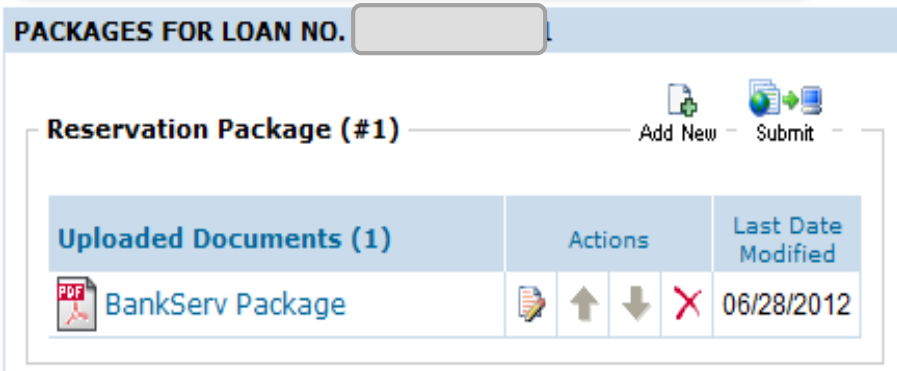 PACKAGES FOR LOAN NO.
Reservation Package (#1)
Add New
Submit
Uploaded Documents (1)
Actions
Last Date
Modified
PDF
BankServ Package
06/28/2012